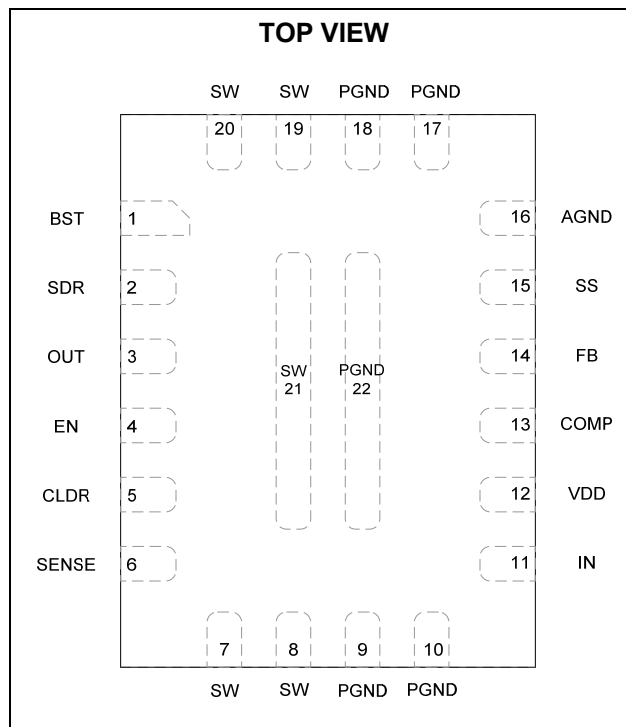 TOP VIEW
SW SW PGND PGND
20 19 18 17
BST 1 16 AGND
SDR 2 15 SS
OUT 3 14 FB
SW PGND
21 22
EN 4 13 COMP
CLDR 5 12 VDD
SENSE 6 11 IN
7 8 9 10
SW SW PGND PGND